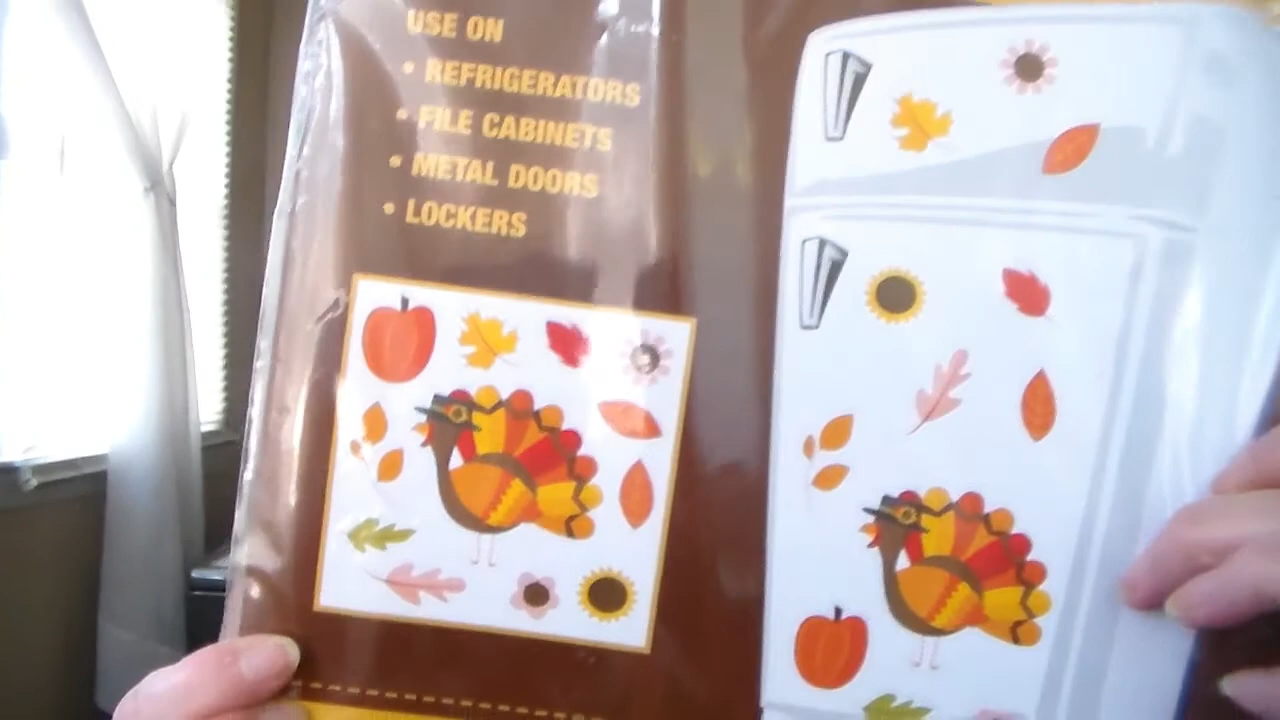 USE ON
• REFRIGERATORS
• FILE CABINETS
• METAL DOORS
• LOCKERS